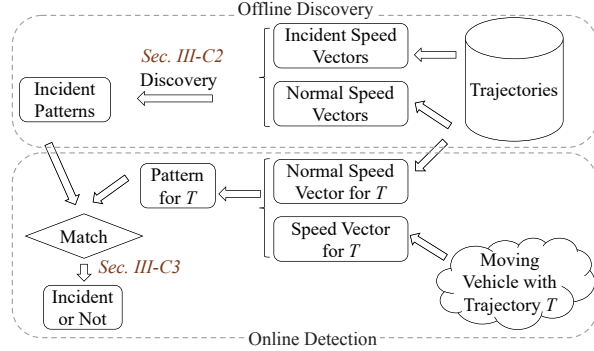 Offline Discovery
Sec. III-C2
Discovery
Incident
Patterns
Incident Speed
Vectors
Normal Speed
Vectors
Trajectories
Pattern
for T
Normal Speed
Vector for T
Speed Vector
for T
Moving
Vehicle with
Trajectory T
Match
Sec. III-C3
Incident
or Not
Online Detection